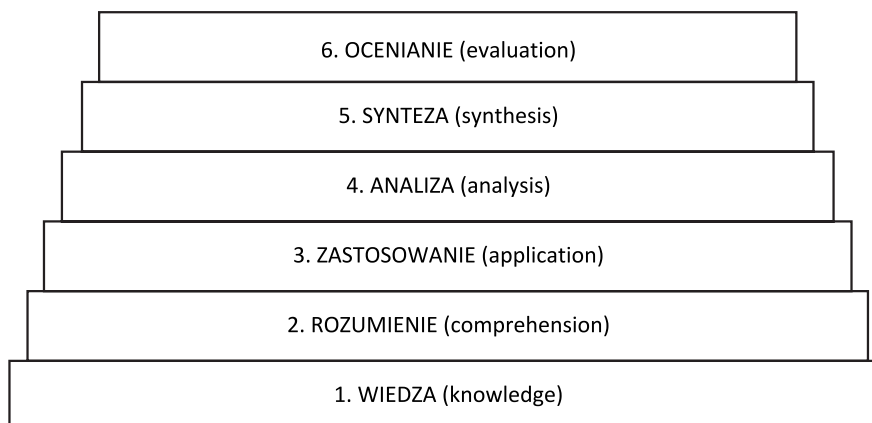 6. OCENIANIE (evaluation)
5. SYNTEZA (synthesis)
4. ANALIZA (analysis)
3. ZASTOSOWANIE (application)
2. ROZUMIENIE (comprehension)
1. WIEDZA (knowledge)